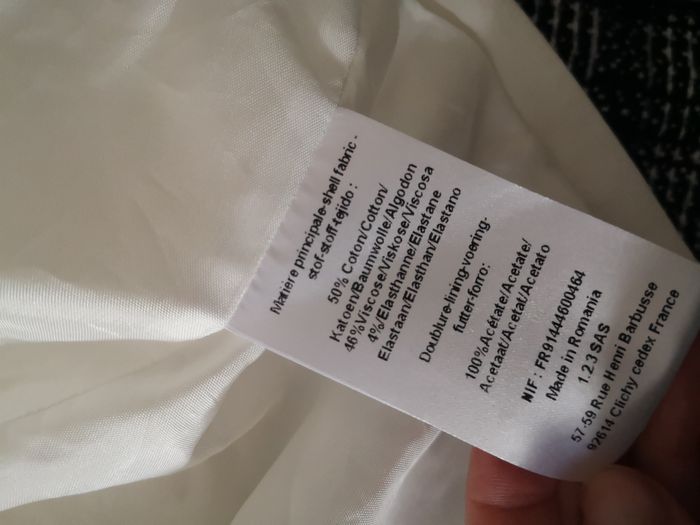 Matière principale-shell fabric -
stof-stoff-tejido :
50% Coton/Cotton/
Katoen/Baumwolle/Algodon
46%Viscose/Viskose/Viscosa
4%/Elasthanne/Elastane
Elastaan/Elasthan/Elastano
Doublure-lining-voering-
futter-forro:
100%Acétate/Acetate/
Acetaat/Acetat/Acetato
NIF : FR91444600464
Made in Romania
1.2.3 SAS
57-59 Rue Henri Barbusse
92614 Clichy cedex France